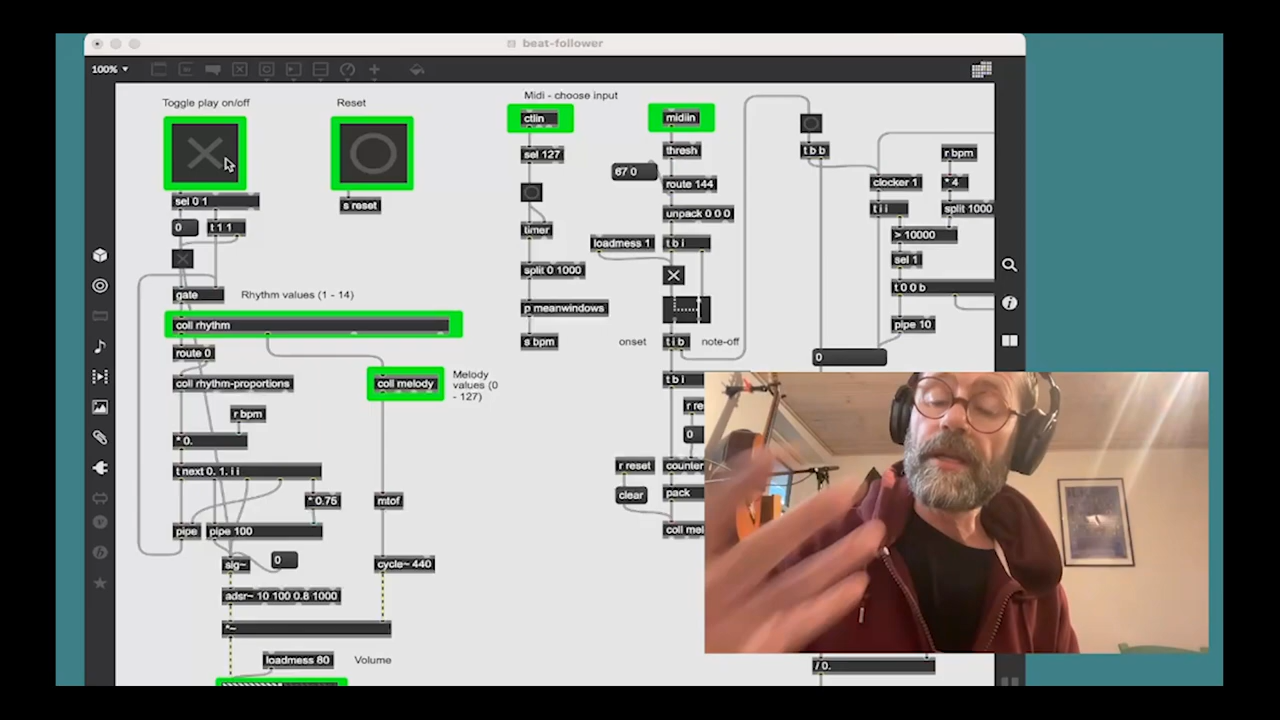 beat-follower
100%
Toggle play on/off
Reset
Midi - choose input
ctlin
midiin
sel 127
thresh
t b b
r bpm
67 0
route 144
clocker 1
* 4
sel 0 1
s reset
unpack 0 0 0
t i i
split 1000
0
t 1 1
timer
loadmess 1
t b i
> 10000
sel 1
split 0 1000
t 0 0 b
gate
Rhythm values (1 - 14)
p meanwindows
pipe 10
coll rhythm
s bpm
onset
t i b
note-off
route 0
0
coll rhythm-proportions
coll melody
Melody
values (0
- 127)
t b i
r bpm
r re
* 0.
0
t next 0. 1. i i
r reset
counter
* 0.75
mtof
clear
pack
pipe
pipe 100
coll mel
sig~
0
cycle~ 440
adsr~ 10 100 0.8 1000
*~
loadmess 80
Volume
/ 0.